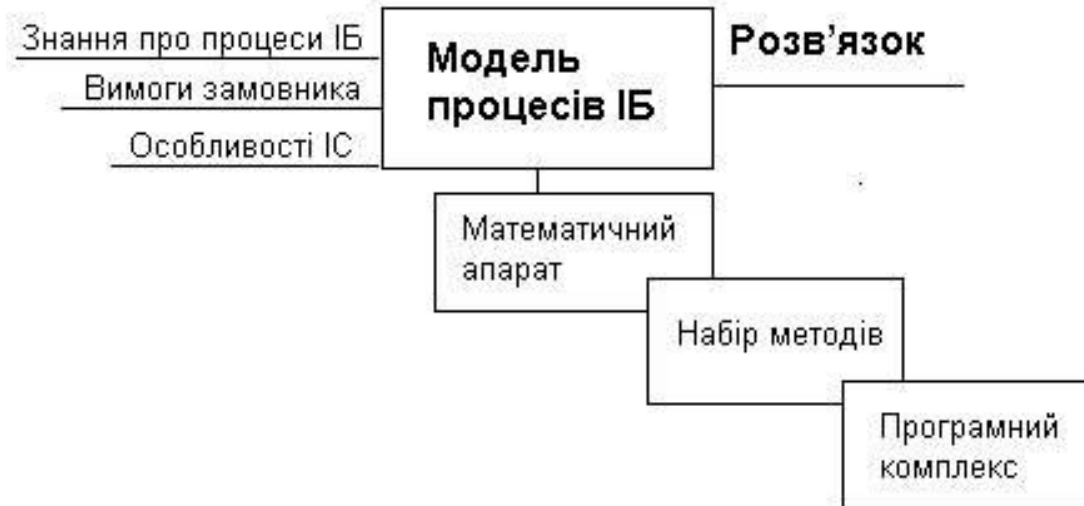 Знання про процеси ІБ
Вимоги замовника
Особливості ІС
Модель
процесів ІБ
Розв’язок
Математичний
апарат
Набір методів
Програмний
комплекс